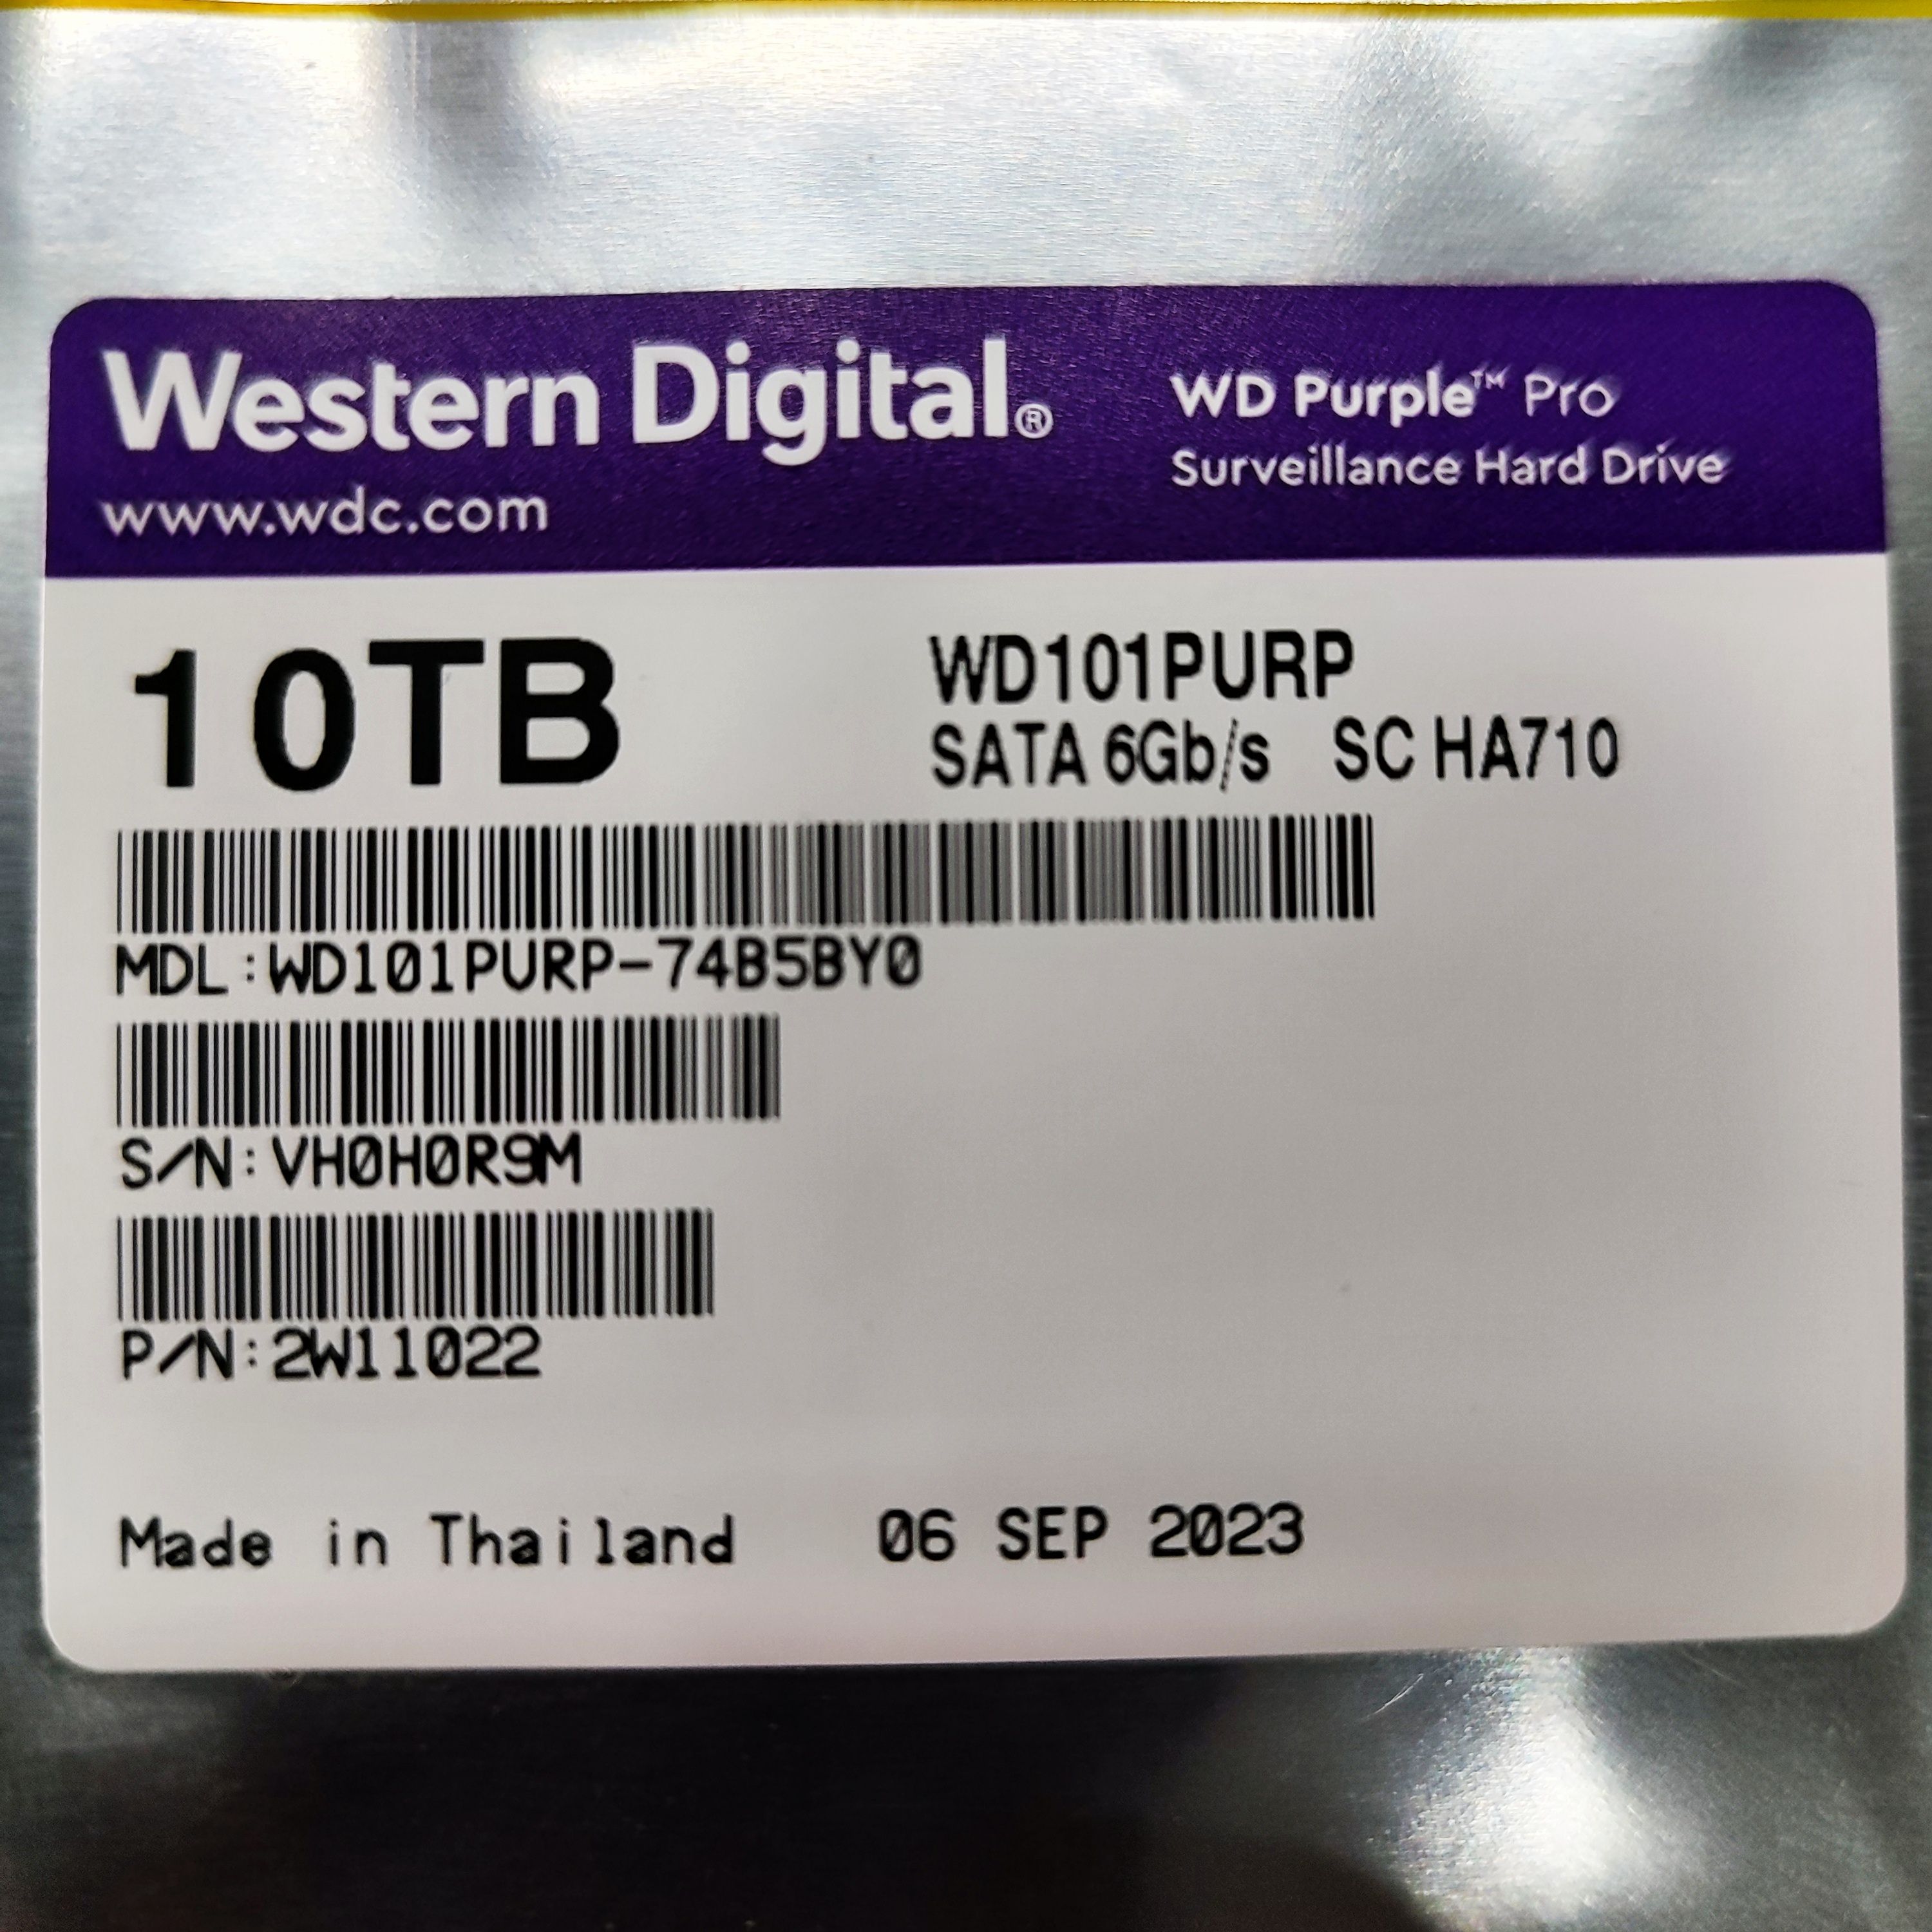 Western Digital®
www.wdc.com
WD Purple™ Pro
Surveillance Hard Drive
10TB
WD101PURP
SATA 6Gb/s SC HA710
MDL:WD101PURP-74B5BY0
S/N:VH0H0R9M
P/N:2W11022
Made in Thailand 06 SEP 2023